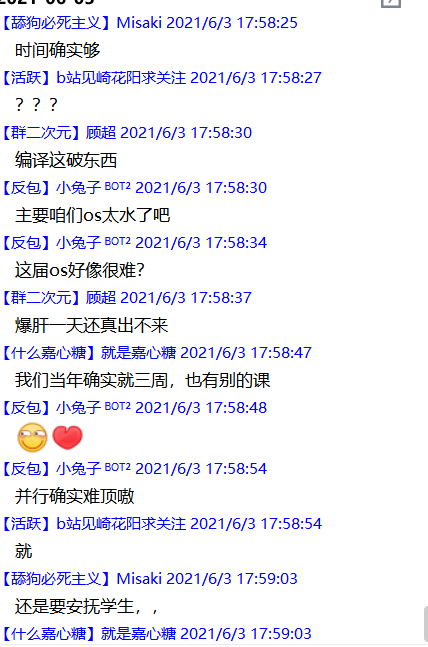 【舔狗必死主义】Misaki 2021/6/3 17:58:25
时间确实够
【活跃】b站见崎花阳求关注 2021/6/3 17:58:27
？？？
【群二次元】顾超 2021/6/3 17:58:30
编译这破东西
【反包】小兔子 ᴮᴼᵀ² 2021/6/3 17:58:30
主要咱们os太水了吧
【反包】小兔子 ᴮᴼᵀ² 2021/6/3 17:58:34
这届os好像很难？
【群二次元】顾超 2021/6/3 17:58:37
爆肝一天还真出不来
【什么嘉心糖】就是嘉心糖 2021/6/3 17:58:47
我们当年确实就三周，也有别的课
【反包】小兔子 ᴮᴼᵀ² 2021/6/3 17:58:48
【反包】小兔子 ᴮᴼᵀ² 2021/6/3 17:58:54
并行确实难顶嗷
【活跃】b站见崎花阳求关注 2021/6/3 17:58:54
就
【舔狗必死主义】Misaki 2021/6/3 17:59:03
还是要安抚学生，，
【什么嘉心糖】就是嘉心糖 2021/6/3 17:59:03